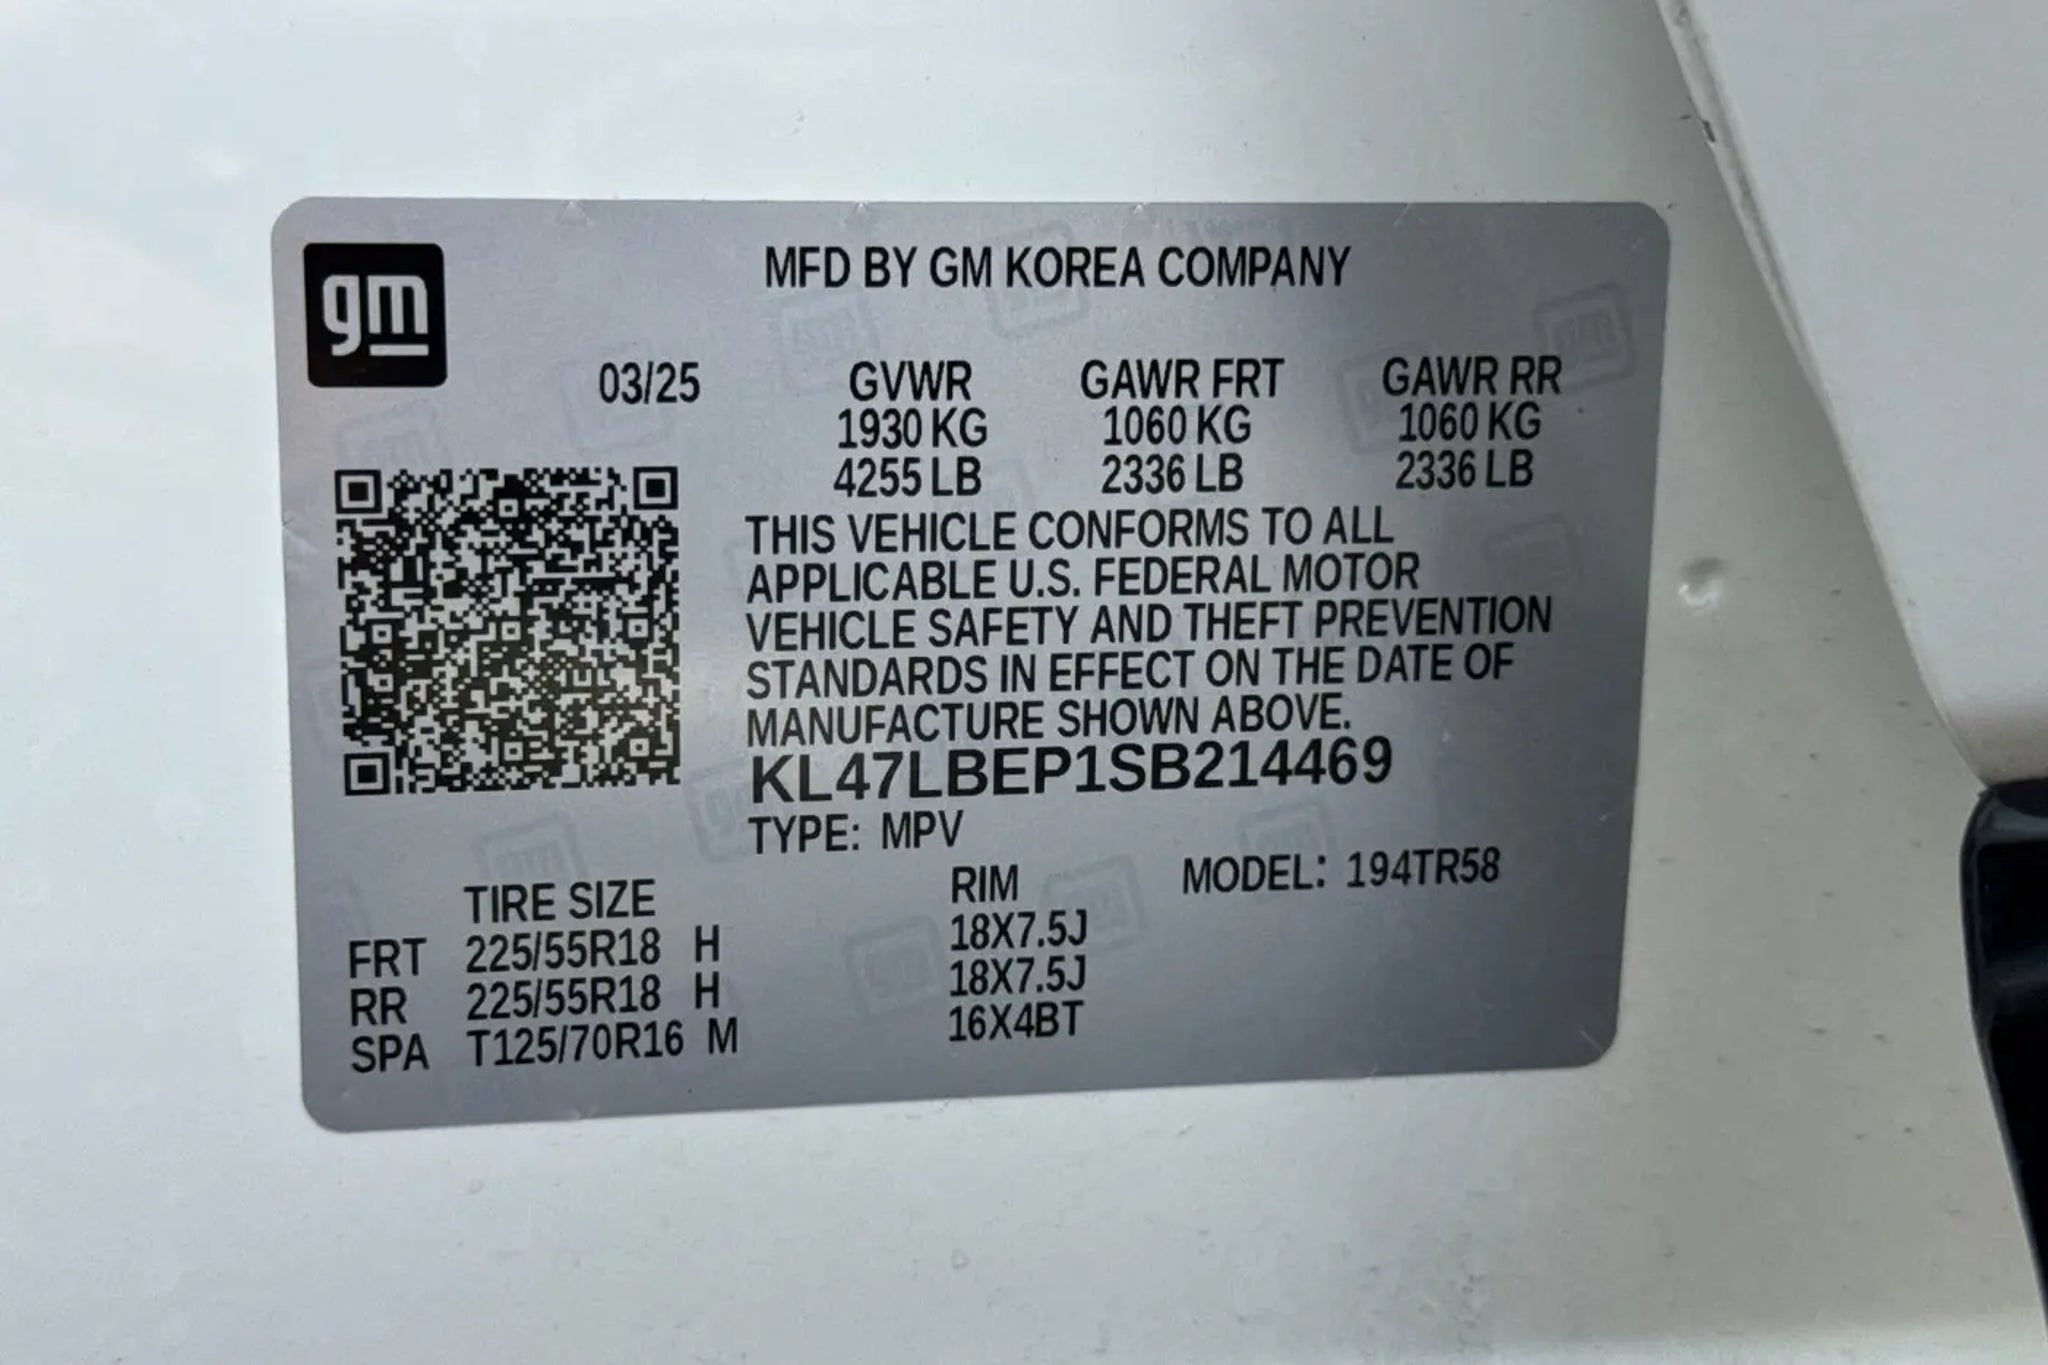 gm
MFD BY GM KOREA COMPANY
03/25 GVWR GAWR FRT GAWR RR
1930 KG 1060 KG 1060 KG
4255 LB 2336 LB 2336 LB
THIS VEHICLE CONFORMS TO ALL
APPLICABLE U.S. FEDERAL MOTOR
VEHICLE SAFETY AND THEFT PREVENTION
STANDARDS IN EFFECT ON THE DATE OF
MANUFACTURE SHOWN ABOVE.
KL47LBEP1SB214469
TYPE: MPV
TIRE SIZE RIM MODEL: 194TR58
FRT 225/55R18 H 18X7.5J
RR 225/55R18 H 18X7.5J
SPA T125/70R16 M 16X4BT